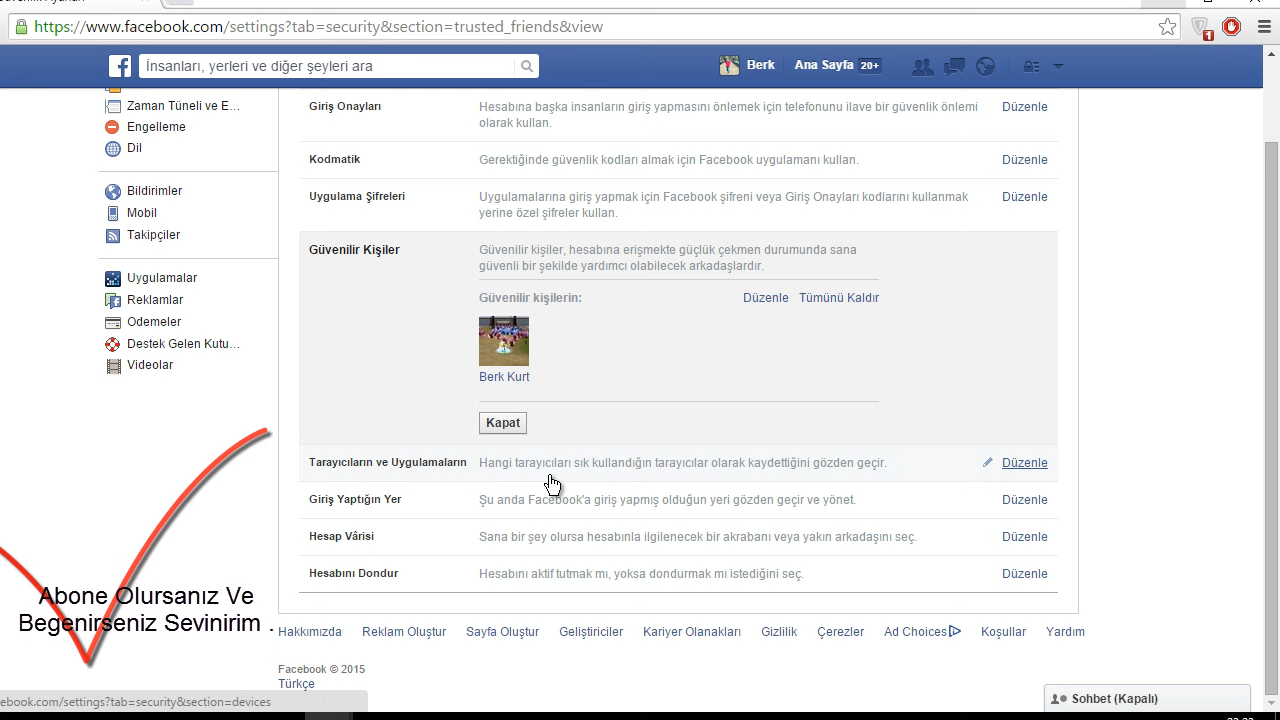 https://www.facebook.com/settings?tab=security&section=trusted_friends&view
1
İnsanları, yerleri ve diğer şeyleri ara
Berk
Ana Sayfa 20+
Zaman Tüneli ve E...
Engelleme
Dil
Bildirimler
Mobil
Takipçiler
Uygulamalar
Reklamlar
Ödemeler
Destek Gelen Kutu...
Videolar
Giriş Onayları
Hesabına başka insanların giriş yapmasını önlemek için telefonunu ilave bir güvenlik önlemi
olarak kullan.
Düzenle
Kodmatik
Gerektiğinde güvenlik kodları almak için Facebook uygulamanı kullan.
Düzenle
Uygulama Şifreleri
Uygulamalarına giriş yapmak için Facebook şifreni veya Giriş Onayları kodlarını kullanmak
yerine özel şifreler kullan.
Düzenle
Güvenilir Kişiler
Güvenilir kişiler, hesabına erişmekte güçlük çekmen durumunda sana
güvenli bir şekilde yardımcı olabilecek arkadaşlardır.
Güvenilir kişilerin:
Düzenle Tümünü Kaldır
Berk Kurt
Kapat
Tarayıcıların ve Uygulamaların
Hangi tarayıcıları sık kullandığın tarayıcılar olarak kaydettiğini gözden geçir.
Düzenle
Giriş Yaptığın Yer
Şu anda Facebook'a giriş yapmış olduğun yeri gözden geçir ve yönet.
Düzenle
Hesap Vârisi
Sana bir şey olursa hesabınla ilgilenecek bir akrabanı veya yakın arkadaşını seç.
Düzenle
Hesabını Dondur
Hesabını aktif tutmak mı, yoksa dondurmak mı istediğini seç.
Düzenle
Abone Olursanız Ve
Begenirseniz Sevinirim .
Hakkımızda Reklam Oluştur Sayfa Oluştur Geliştiriciler Kariyer Olanakları Gizlilik Çerezler Ad Choices Koşullar Yardım
Facebook © 2015
Türkçe
ebook.com/settings?tab=security&section=devices
Sohbet (Kapalı)